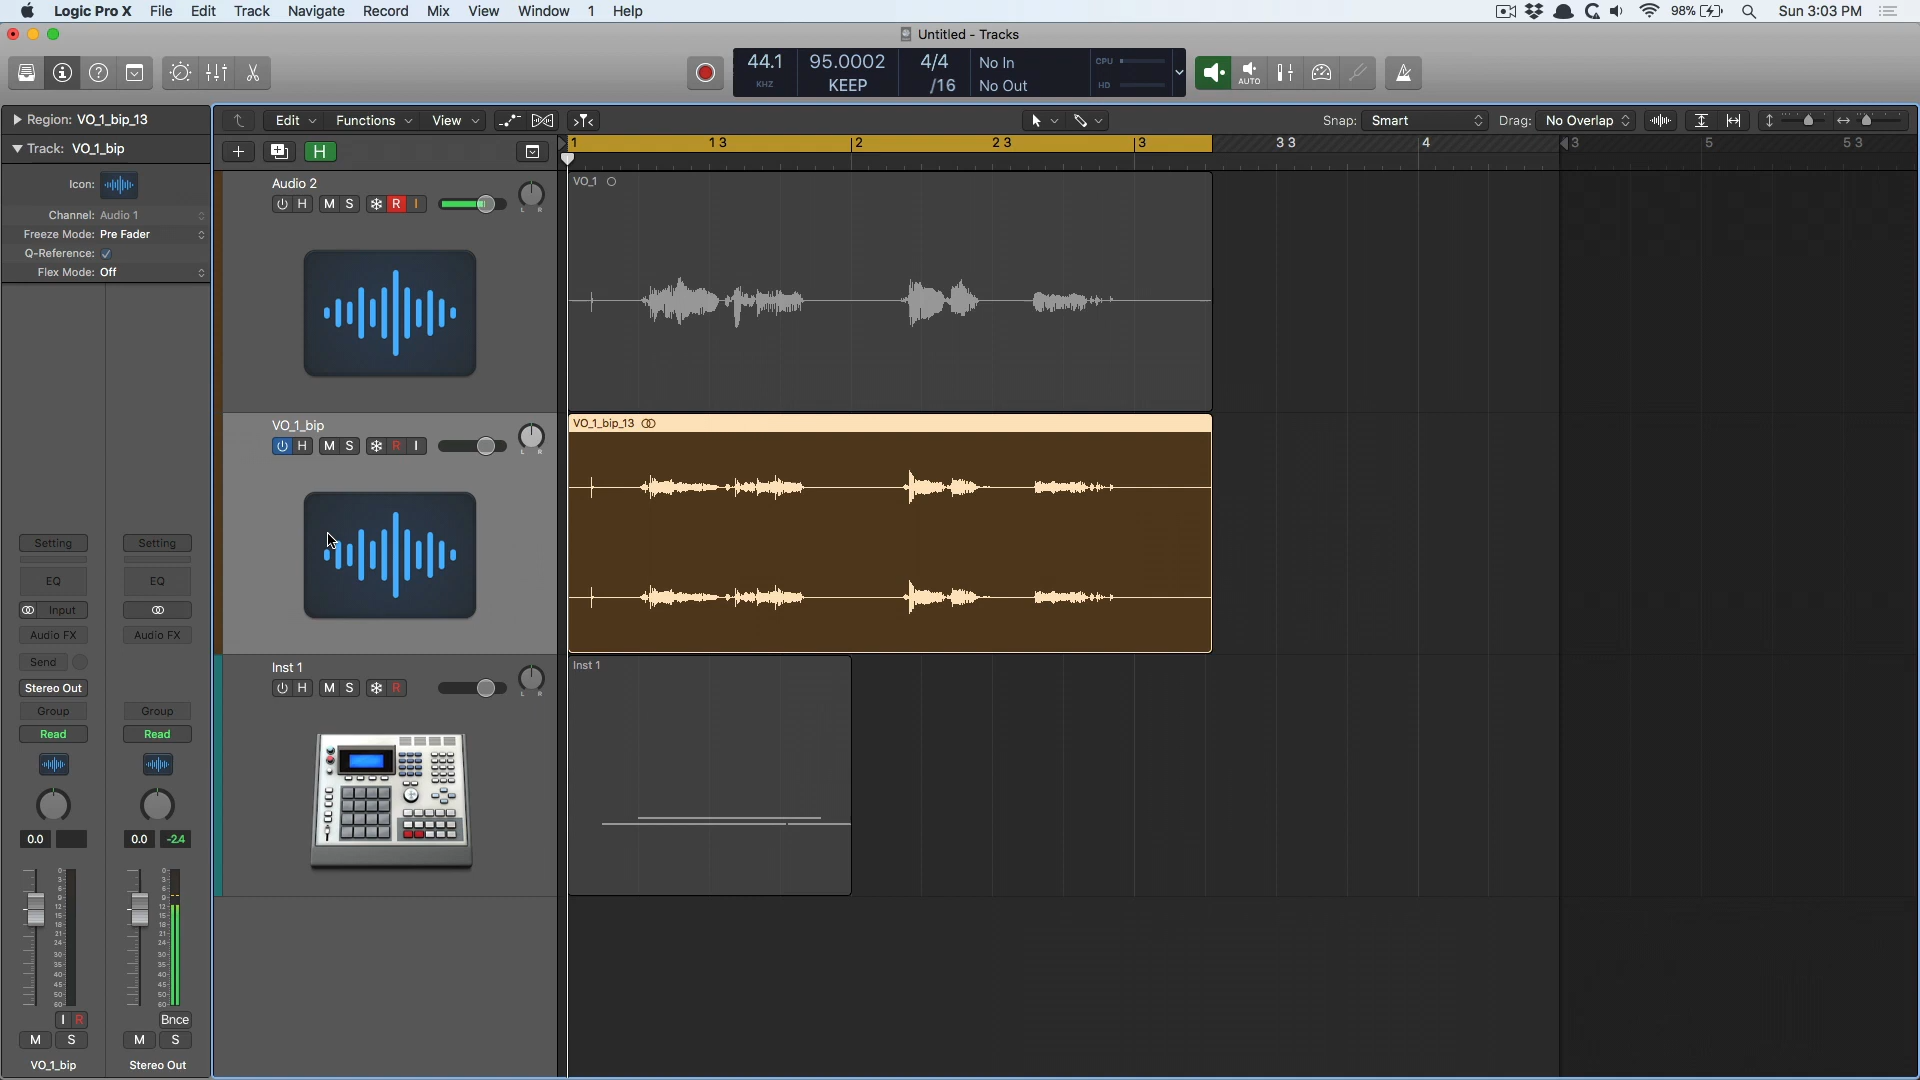 Logic Pro X File Edit Track Navigate Record Mix View Window 1 Help
98% Sun 3:03 PM
Untitled - Tracks
44.1 95.0002 4/4 No In CPU
KHZ KEEP /16 No Out HD
AUTO
Region: VO_1_bip_13
Edit Functions View
Snap: Smart Drag: No Overlap
Track: VO_1_bip
H
1 1 3 2 2 3 3 3 3 4 3 5 5 3
Icon:
Channel: Audio 1
Freeze Mode: Pre Fader
Q-Reference:
Flex Mode: Off
Audio 2
H M S R I
L R
VO_1
VO_1_bip
H M S R I
L R
VO_1_bip_13
Inst 1
H M S R
L R
Inst 1
Setting Setting
EQ EQ
Input
Audio FX Audio FX
Send
Stereo Out
Group Group
Read Read
0.0 0.0 -2.4
I R Bnce
M S M S
VO_1_bip Stereo Out